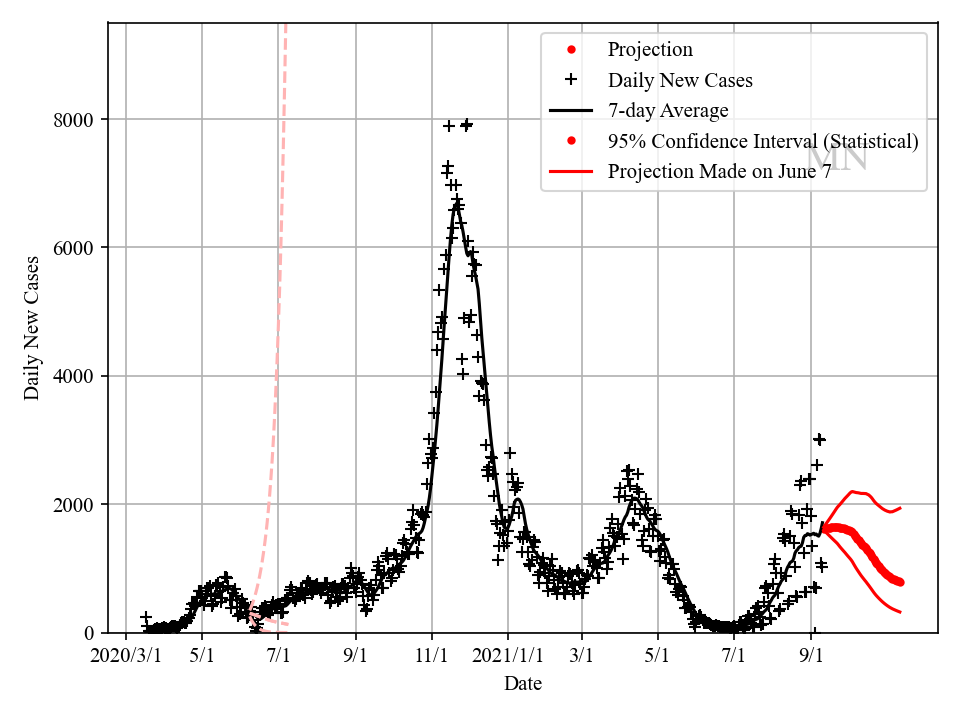 Projection
Daily New Cases
7-day Average
95% Confidence Interval (Statistical)
Projection Made on June 7
MN
8000
6000
4000
2000
0
Daily New Cases
2020/3/1 5/1 7/1 9/1 11/1 2021/1/1 3/1 5/1 7/1 9/1
Date